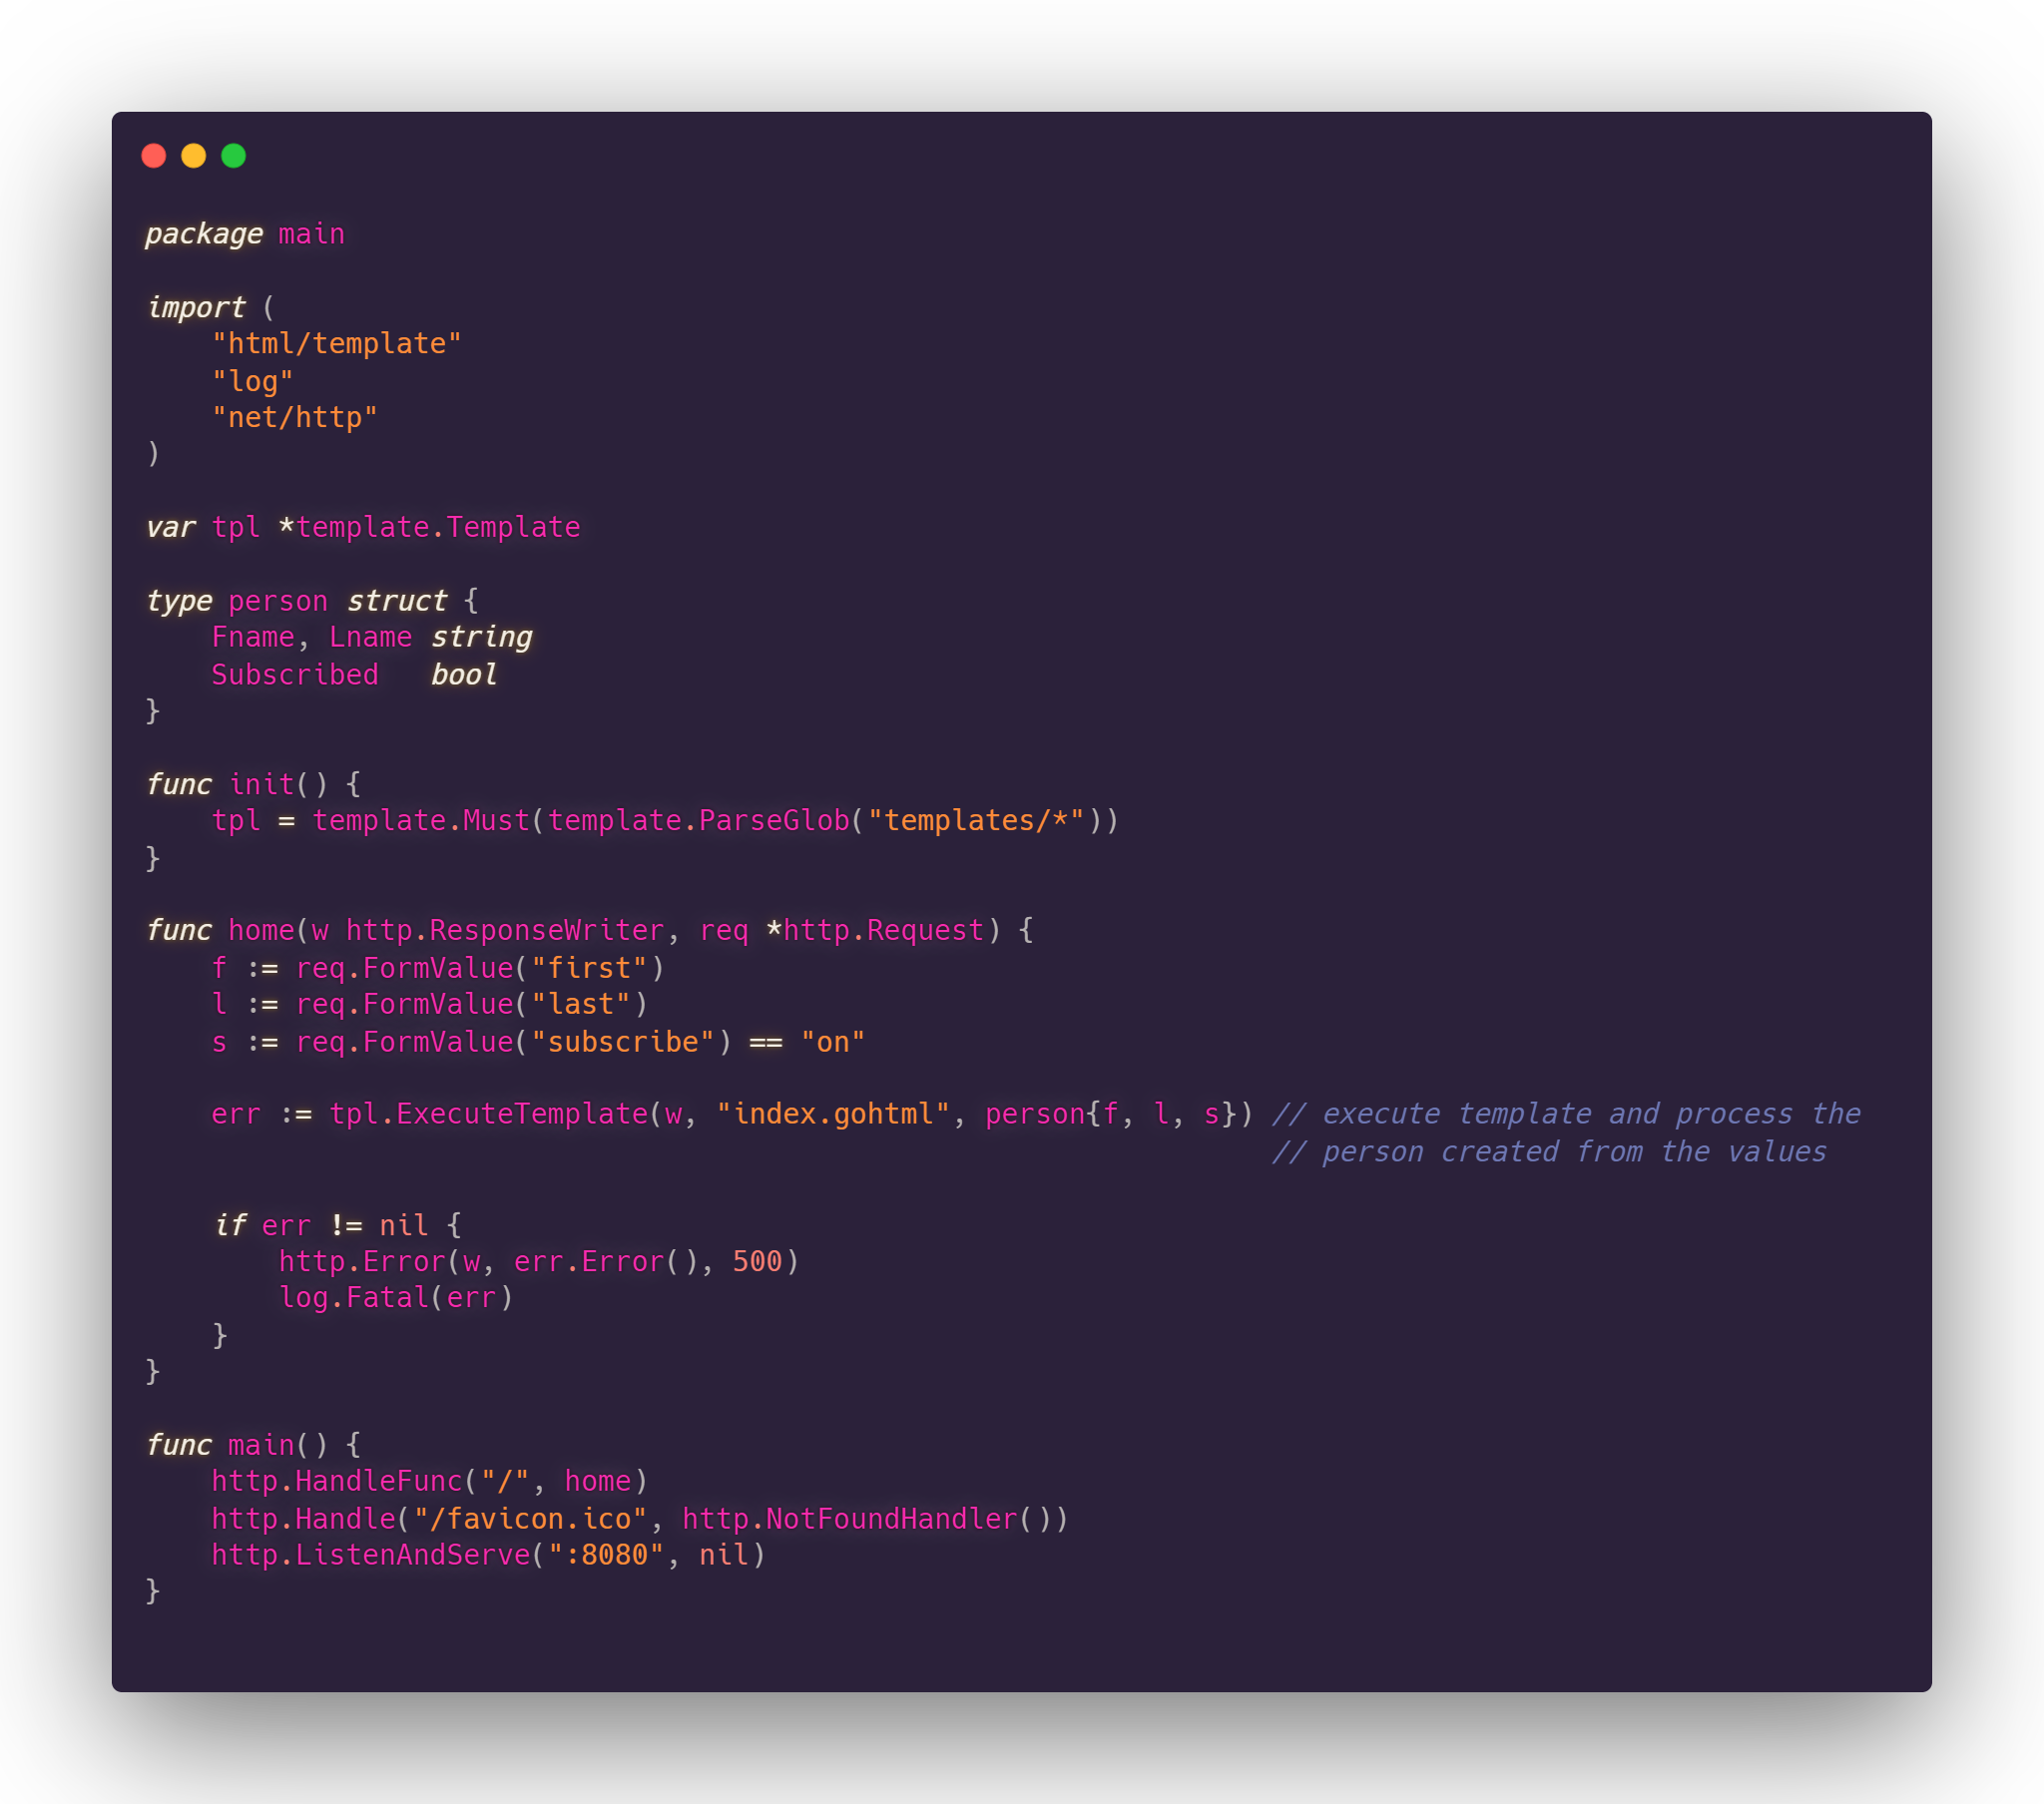 package main
import (
    "html/template"
    "log"
    "net/http"
)
var tpl *template.Template
type person struct {
    Fname, Lname string
    Subscribed   bool
}
func init() {
    tpl = template.Must(template.ParseGlob("templates/*"))
}
func home(w http.ResponseWriter, req *http.Request) {
    f := req.FormValue("first")
    l := req.FormValue("last")
    s := req.FormValue("subscribe") == "on"
    err := tpl.ExecuteTemplate(w, "index.gohtml", person{f, l, s}) // execute template and process the
                                                                   // person created from the values
    if err != nil {
        http.Error(w, err.Error(), 500)
        log.Fatal(err)
    }
}
func main() {
    http.HandleFunc("/", home)
    http.Handle("/favicon.ico", http.NotFoundHandler())
    http.ListenAndServe(":8080", nil)
}